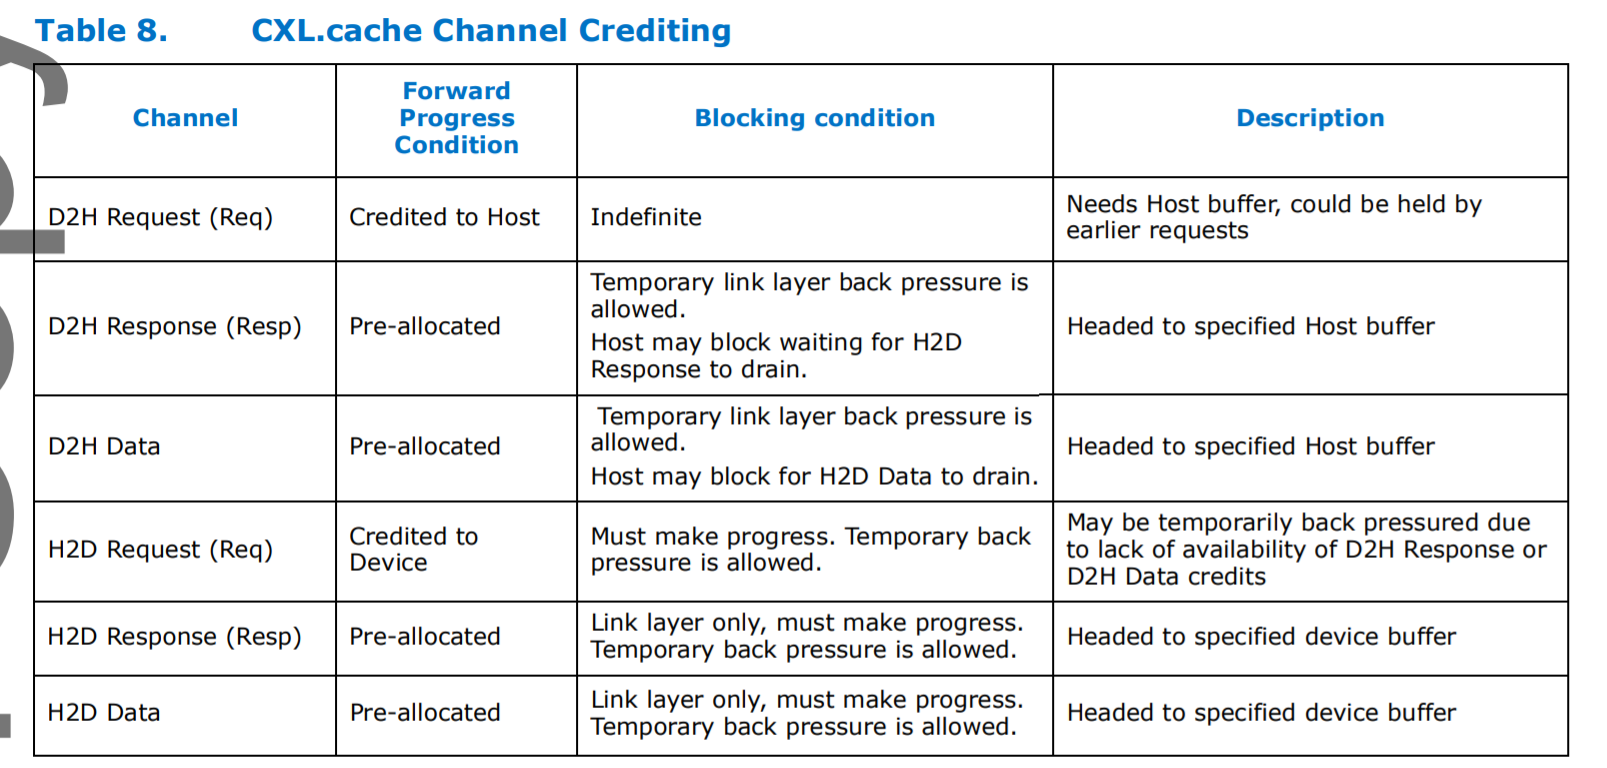 Table 8. CXL.cache Channel Crediting
Channel
Forward
Progress
Condition
Blocking condition
Description
D2H Request (Req)
Credited to Host
Indefinite
Needs Host buffer, could be held by
earlier requests
D2H Response (Resp)
Pre-allocated
Temporary link layer back pressure is
allowed.
Host may block waiting for H2D
Response to drain.
Headed to specified Host buffer
D2H Data
Pre-allocated
Temporary link layer back pressure is
allowed.
Host may block for H2D Data to drain.
Headed to specified Host buffer
H2D Request (Req)
Credited to
Device
Must make progress. Temporary back
pressure is allowed.
May be temporarily back pressured due
to lack of availability of D2H Response or
D2H Data credits
H2D Response (Resp)
Pre-allocated
Link layer only, must make progress.
Temporary back pressure is allowed.
Headed to specified device buffer
H2D Data
Pre-allocated
Link layer only, must make progress.
Temporary back pressure is allowed.
Headed to specified device buffer